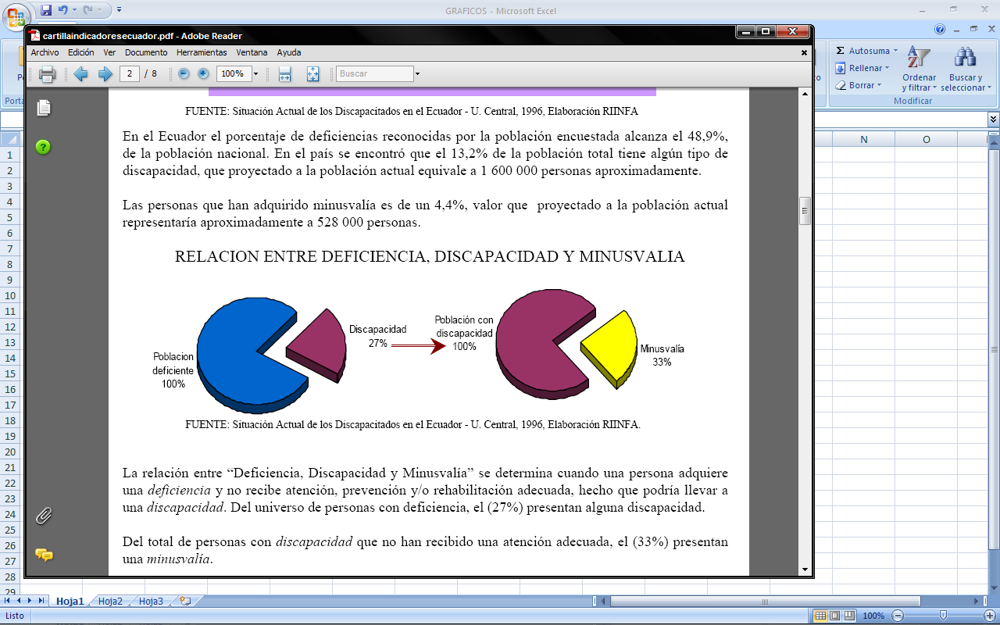 GRAFICOS - Microsoft Excel
cartillaindicadoresecuador.pdf - Adobe Reader
Archivo Edición Ver Documento Herramientas Ventana Ayuda
2 / 8 100% Buscar
Autosuma
Rellenar
Borrar
Ordenar y filtrar
Buscar y seleccionar
Modificar
Porta
N O
FUENTE: Situación Actual de los Discapacitados en el Ecuador - U. Central, 1996, Elaboración RIINFA
En el Ecuador el porcentaje de deficiencias reconocidas por la población encuestada alcanza el 48,9%,
de la población nacional. En el país se encontró que el 13,2% de la población total tiene algún tipo de
discapacidad, que proyectado a la población actual equivale a 1 600 000 personas aproximadamente.
Las personas que han adquirido minusvalía es de un 4,4%, valor que proyectado a la población actual
representaría aproximadamente a 528 000 personas.
RELACION ENTRE DEFICIENCIA, DISCAPACIDAD Y MINUSVALIA
Poblacion
deficiente
100%
Discapacidad
27%
Población con
discapacidad
100%
Minusvalía
33%
FUENTE: Situación Actual de los Discapacitados en el Ecuador - U. Central, 1996, Elaboración RIINFA.
La relación entre “Deficiencia, Discapacidad y Minusvalía” se determina cuando una persona adquiere
una deficiencia y no recibe atención, prevención y/o rehabilitación adecuada, hecho que podría llevar a
una discapacidad. Del universo de personas con deficiencia, el (27%) presentan alguna discapacidad.
Del total de personas con discapacidad que no han recibido una atención adecuada, el (33%) presentan
una minusvalía.
1
2
3
4
5
6
7
8
9
10
11
12
13
14
15
16
17
18
19
20
21
22
23
24
25
26
27
28
29
Hoja1 Hoja2 Hoja3
Listo
100%